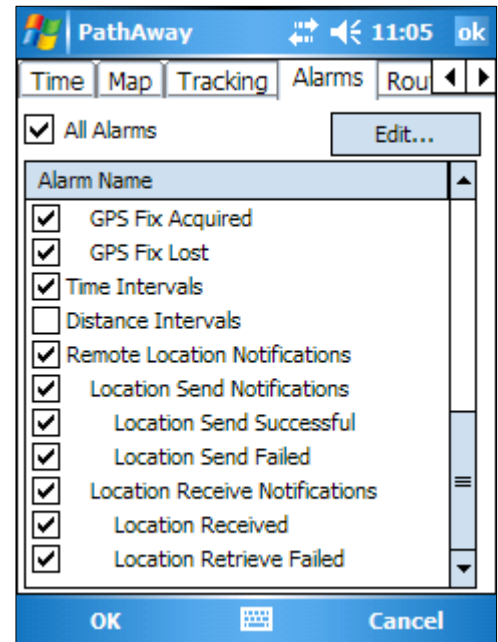 PathAway 11:05 ok
Time Map Tracking Alarms Rou
All Alarms Edit...
Alarm Name
GPS Fix Acquired
GPS Fix Lost
Time Intervals
Distance Intervals
Remote Location Notifications
Location Send Notifications
Location Send Successful
Location Send Failed
Location Receive Notifications
Location Received
Location Retrieve Failed
OK Cancel